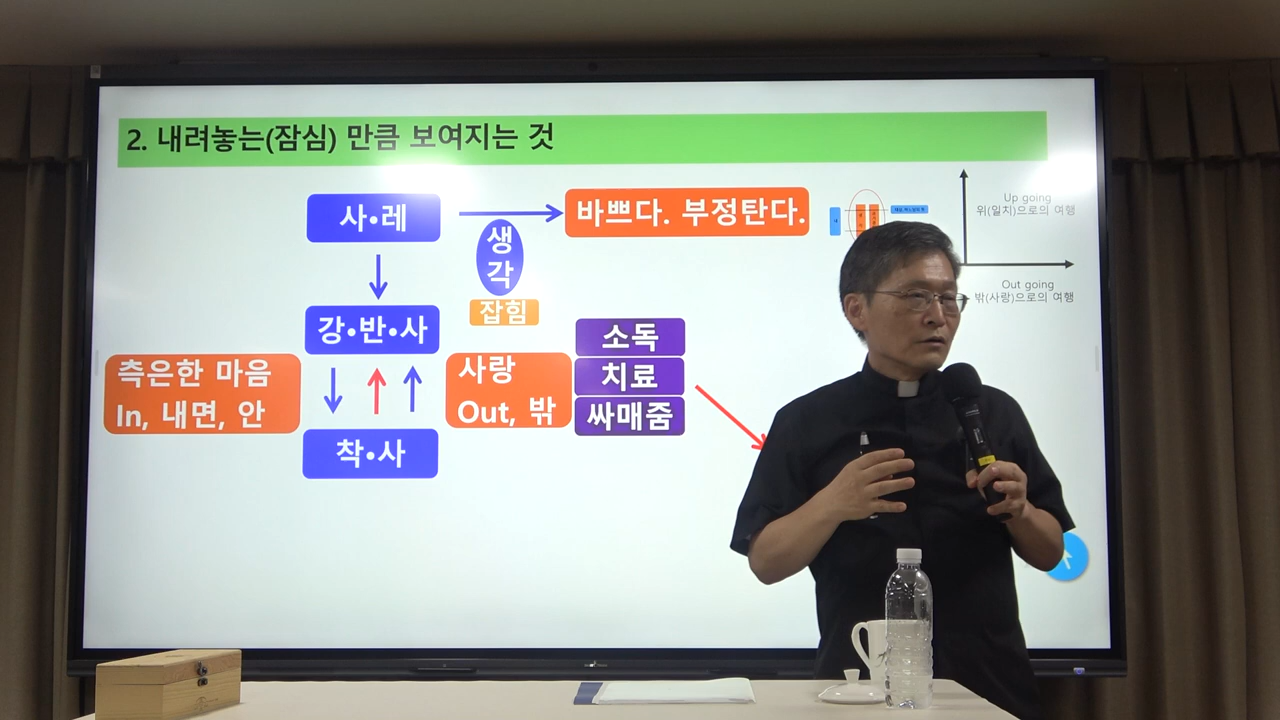 2. 내려놓는(잠심) 만큼 보여지는 것
사•레
생
각
잡힘
바쁘다. 부정탄다.
Up going
위(일치)으로의 여행
Out going
밖(사랑)으로의 여행
강•반•사
측은한 마음
In, 내면, 안
사랑
Out, 밖
소독
치료
싸매줌
착•사